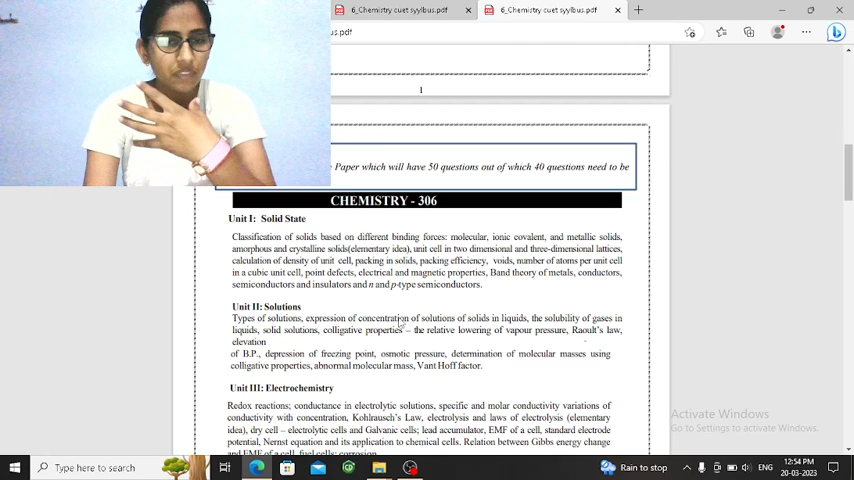 6_Chemistry cuet syylbus.pdf
6_Chemistry cuet syylbus.pdf
us.pdf
1
Paper which will have 50 questions out of which 40 questions need to be
CHEMISTRY - 306
Unit I: Solid State
Classification of solids based on different binding forces: molecular, ionic covalent, and metallic solids,
amorphous and crystalline solids(elementary idea), unit cell in two dimensional and three-dimensional lattices,
calculation of density of unit cell, packing in solids, packing efficiency, voids, number of atoms per unit cell
in a cubic unit cell, point defects, electrical and magnetic properties, Band theory of metals, conductors,
semiconductors and insulators and n and p-type semiconductors.
Unit II: Solutions
Types of solutions, expression of concentration of solutions of solids in liquids, the solubility of gases in
liquids, solid solutions, colligative properties – the relative lowering of vapour pressure, Raoult's law,
elevation
of B.P., depression of freezing point, osmotic pressure, determination of molecular masses using
colligative properties, abnormal molecular mass, Vant Hoff factor.
Unit III: Electrochemistry
Redox reactions; conductance in electrolytic solutions, specific and molar conductivity variations of
conductivity with concentration, Kohlrausch's Law, electrolysis and laws of electrolysis (elementary
idea), dry cell – electrolytic cells and Galvanic cells; lead accumulator, EMF of a cell, standard electrode
potential, Nernst equation and its application to chemical cells. Relation between Gibbs energy change
and EMF of a cell, fuel cells; corrosion.
Activate Windows
Go to Settings to activate Windows.
Type here to search
Rain to stop
ENG
12:54 PM
20-03-2023